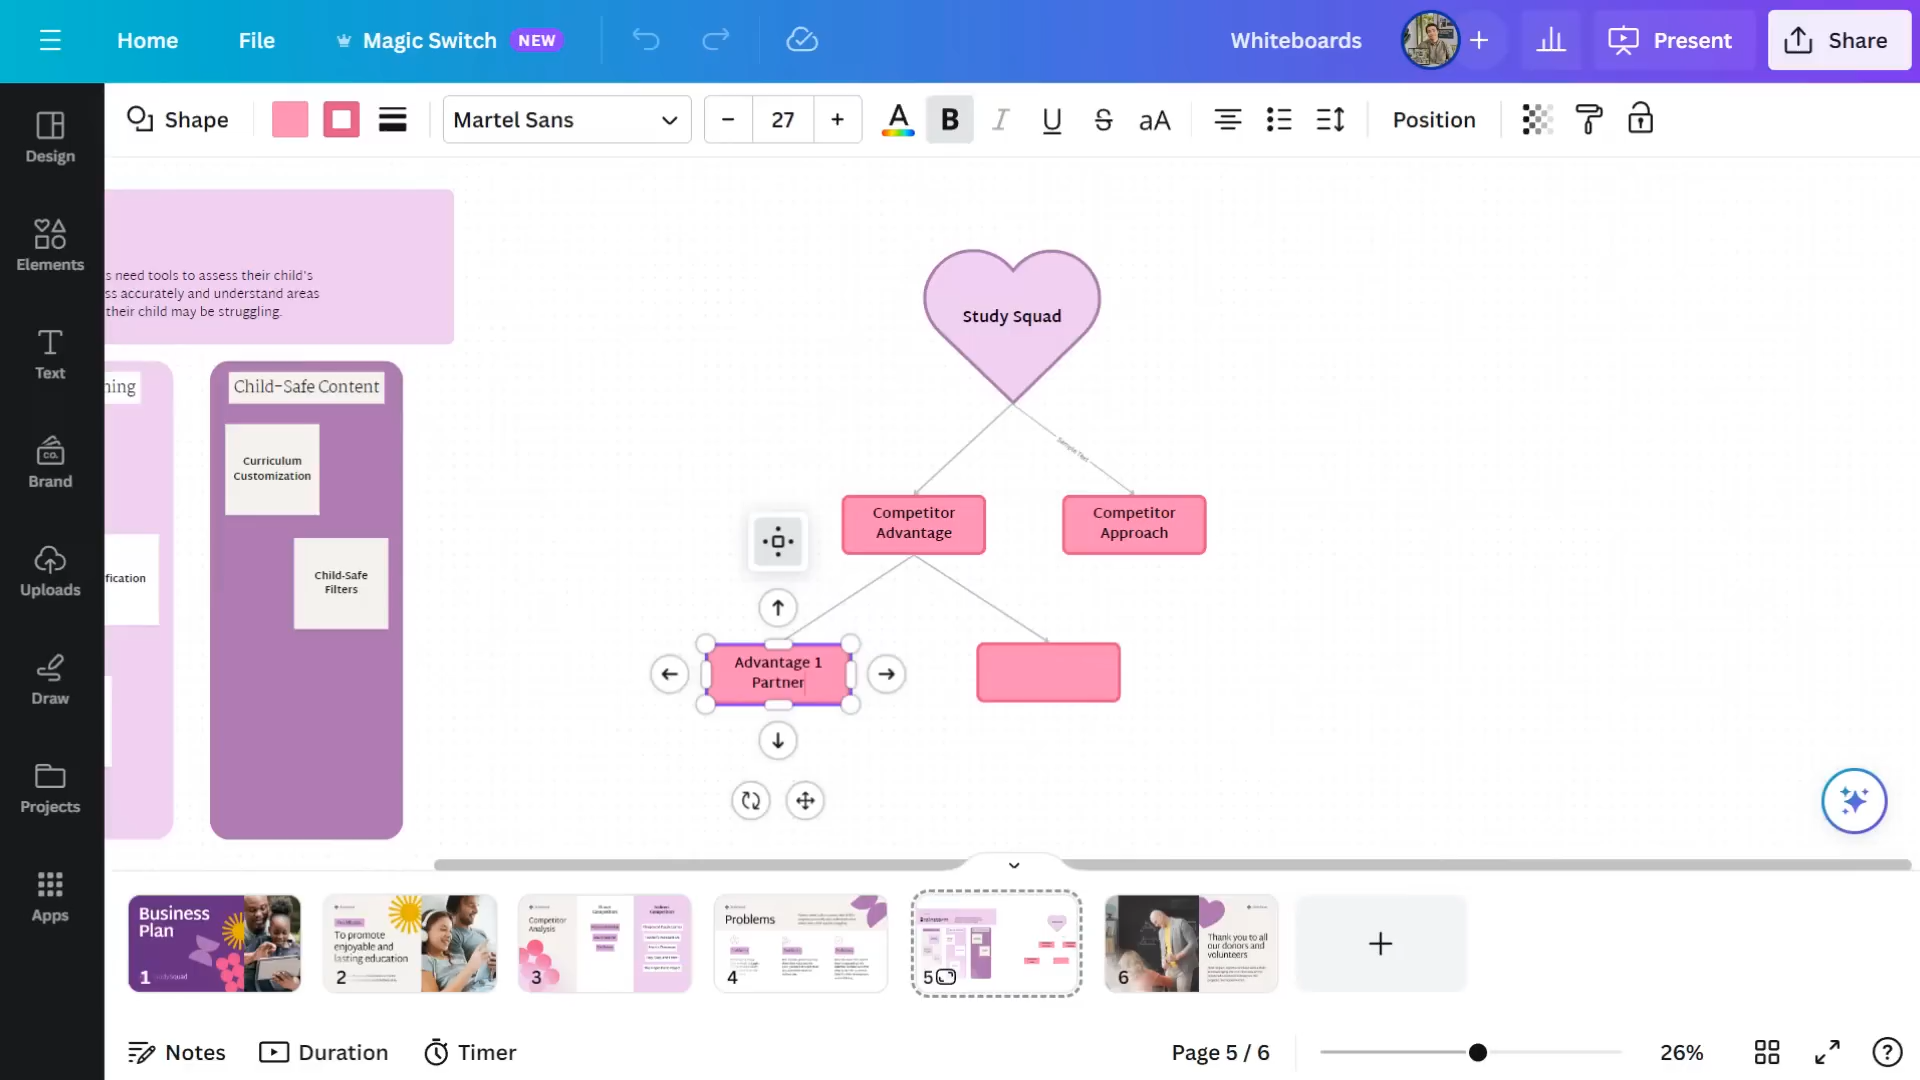 Home
File
Magic Switch
NEW
Whiteboards
Present
Share
Shape
Martel Sans
27
aA
Position
Design
Elements
Text
Brand
Uploads
Draw
Projects
Apps
s need tools to assess their child's
ss accurately and understand areas
their child may be struggling.
ning
Child-Safe Content
Curriculum
Customization
fication
Child-Safe
Filters
Study Squad
Sample Text
Competitor
Advantage
Competitor
Approach
Advantage 1
Partner
Business
Plan
1
To promote
enjoyable and
lasting education
2
Competitor
Analysis
3
Problems
4
5
Thank you to all
our donors and
volunteers
6
Notes
Duration
Timer
Page 5 / 6
26%